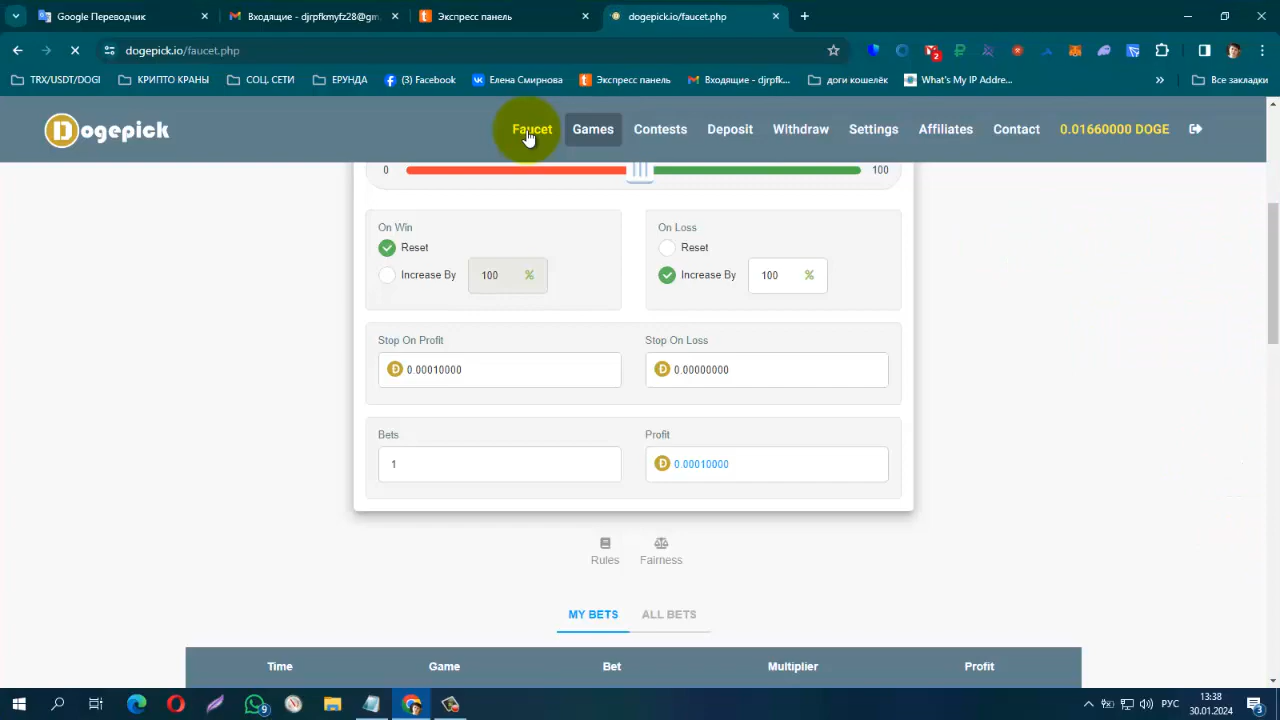 Google Переводчик
Входящие - djrpfkmyfz28@gm
Экспресс панель
dogepick.io/faucet.php
dogepick.io/faucet.php
2
TRX/USDT/DOGI
КРИПТО КРАНЫ
СОЦ. СЕТИ
ЕРУНДА
(3) Facebook
Елена Смирнова
Экспресс панель
Входящие - djrpfk...
доги кошелёк
What's My IP Addre...
»
Все закладки
Dogepick
Faucet
Games
Contests
Deposit
Withdraw
Settings
Affiliates
Contact
0.01660000 DOGE
0
100
On Win
Reset
Increase By
100
%
On Loss
Reset
Increase By
100
%
Stop On Profit
0.00010000
Stop On Loss
0.00000000
Bets
1
Profit
0.00010000
Rules
Fairness
MY BETS
ALL BETS
Time
Game
Bet
Multiplier
Profit
9
РУС
13:38
30.01.2024
3